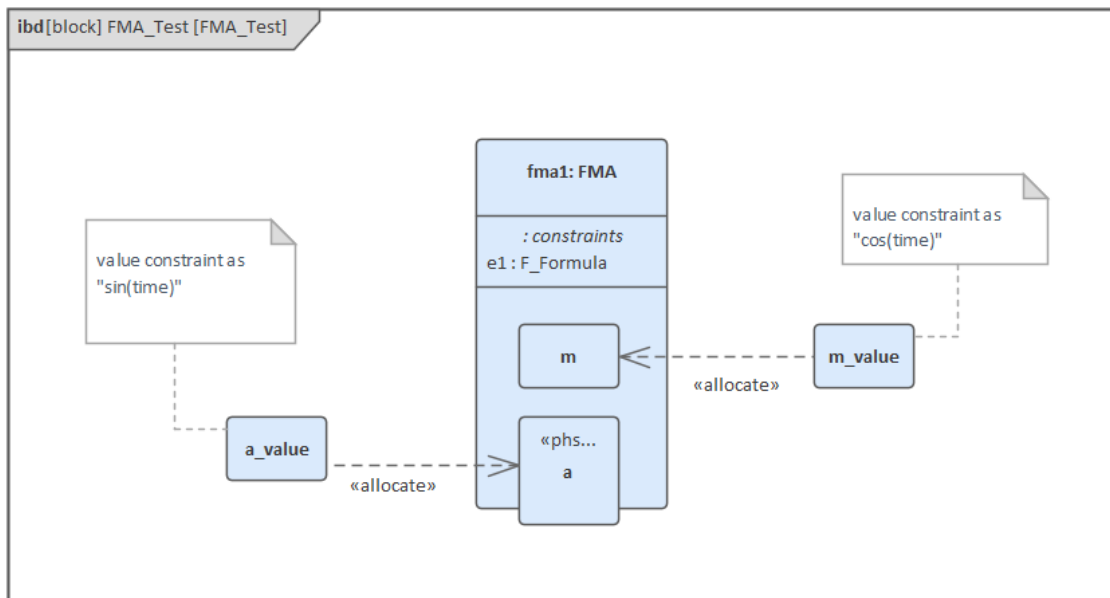 ibd [block] FMA_Test [FMA_Test]
fma1: FMA
: constraints
e1 : F_Formula
value constraint as
"cos(time)"
value constraint as
"sin(time)"
m
m_value
«allocate»
«phs...
a
a_value
«allocate»